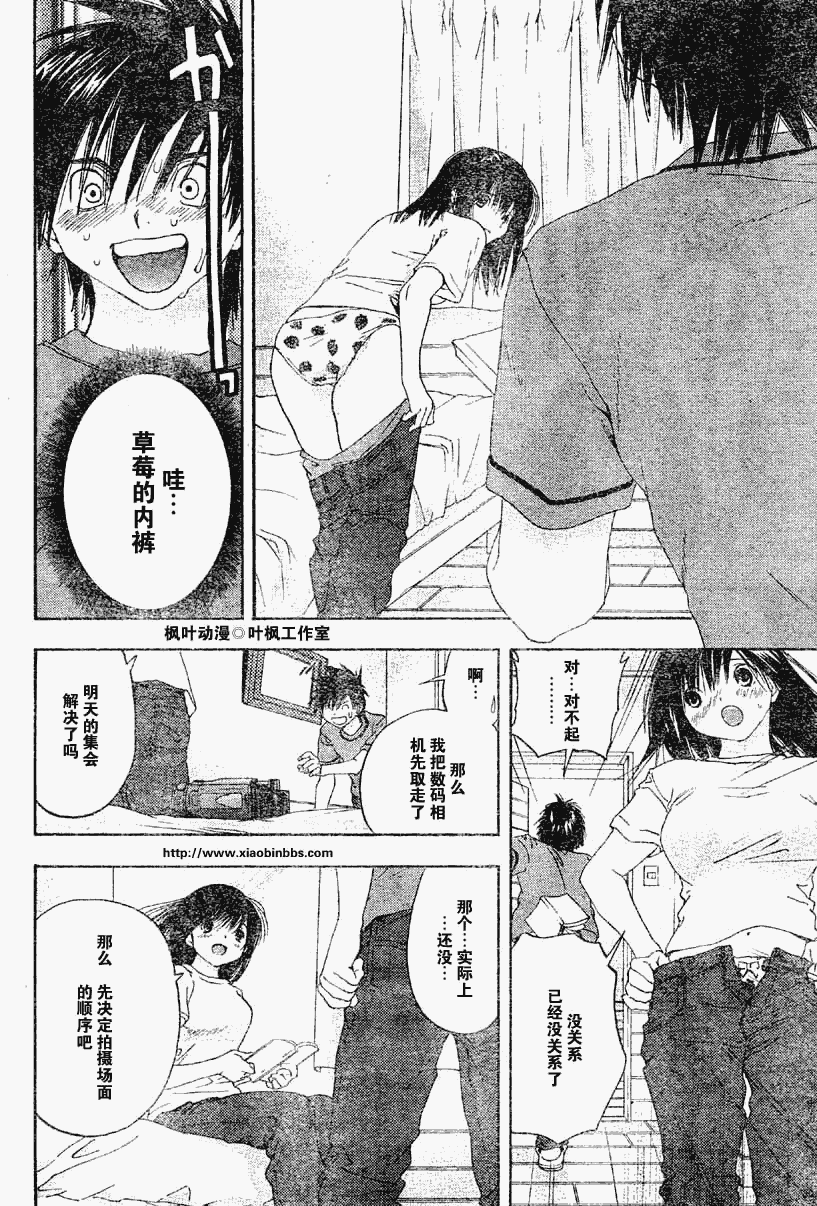 カァ
哇…
草莓的内裤
枫叶动漫◎叶枫工作室
对…对不起
………
没关系
已经没关系了
啊…
那么
我把数码相
机先取走了
明天的集会
解决了吗
http://www.xiaobinbbs.com
那个…实际上
…还没…
那么 先决定拍摄场面
的顺序吧